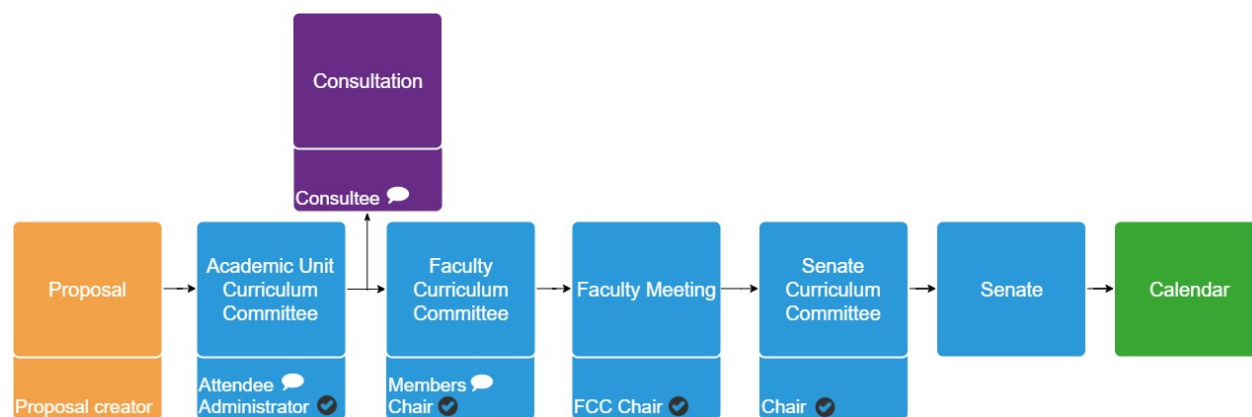 Consultation
Consultee
Proposal
Proposal creator
Academic Unit
Curriculum
Committee
Attendee
Administrator
Faculty
Curriculum
Committee
Members
Chair
Faculty Meeting
FCC Chair
Senate
Curriculum
Committee
Chair
Senate
Calendar